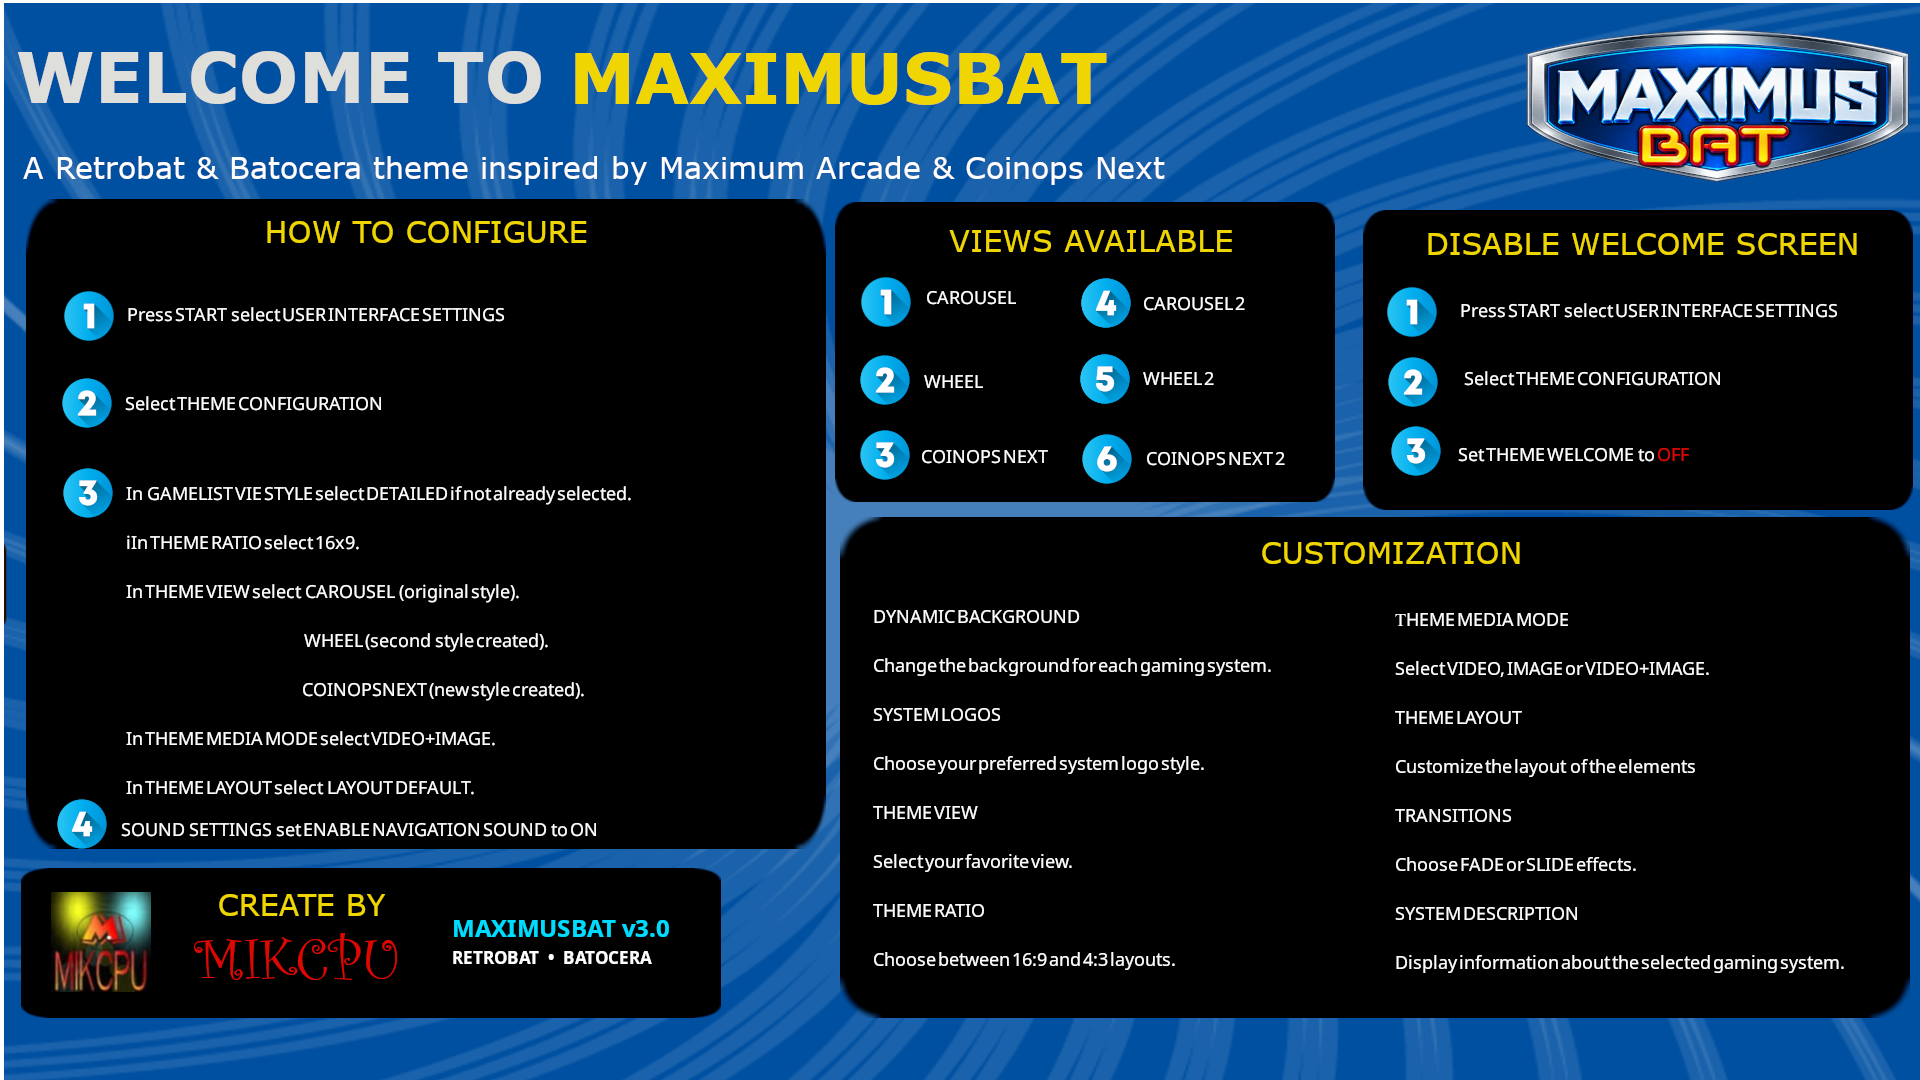 WELCOME TO MAXIMUSBAT
MAXIMUS
BAT
A Retrobat & Batocera theme inspired by Maximum Arcade & Coinops Next
HOW TO CONFIGURE
1 Press START select USER INTERFACE SETTINGS
2 Select THEME CONFIGURATION
3 In GAMELIST VIE STYLE select DETAILED if not already selected.
iIn THEME RATIO select 16x9.
In THEME VIEW select CAROUSEL (original style).
WHEEL (second style created).
COINOPSNEXT (new style created).
In THEME MEDIA MODE select VIDEO+IMAGE.
In THEME LAYOUT select LAYOUT DEFAULT.
4 SOUND SETTINGS set ENABLE NAVIGATION SOUND to ON
VIEWS AVAILABLE
1 CAROUSEL
2 WHEEL
3 COINOPS NEXT
4 CAROUSEL 2
5 WHEEL 2
6 COINOPS NEXT 2
DISABLE WELCOME SCREEN
1 Press START select USER INTERFACE SETTINGS
2 Select THEME CONFIGURATION
3 Set THEME WELCOME to OFF
CUSTOMIZATION
DYNAMIC BACKGROUND
Change the background for each gaming system.
SYSTEM LOGOS
Choose your preferred system logo style.
THEME VIEW
Select your favorite view.
THEME RATIO
Choose between 16:9 and 4:3 layouts.
THEME MEDIA MODE
Select VIDEO, IMAGE or VIDEO+IMAGE.
THEME LAYOUT
Customize the layout of the elements
TRANSITIONS
Choose FADE or SLIDE effects.
SYSTEM DESCRIPTION
Display information about the selected gaming system.
M
MIKCPU
CREATE BY
MIKCPU
MAXIMUSBAT v3.0
RETROBAT • BATOCERA